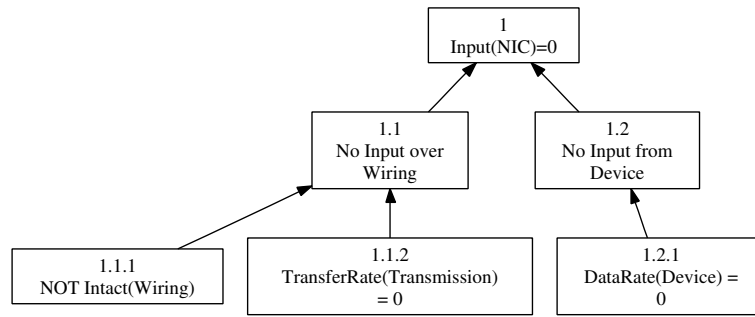 1
Input(NIC)=0
1.1
No Input over
Wiring
1.2
No Input from
Device
1.1.1
NOT Intact(Wiring)
1.1.2
TransferRate(Transmission)
= 0
1.2.1
DataRate(Device) =
0